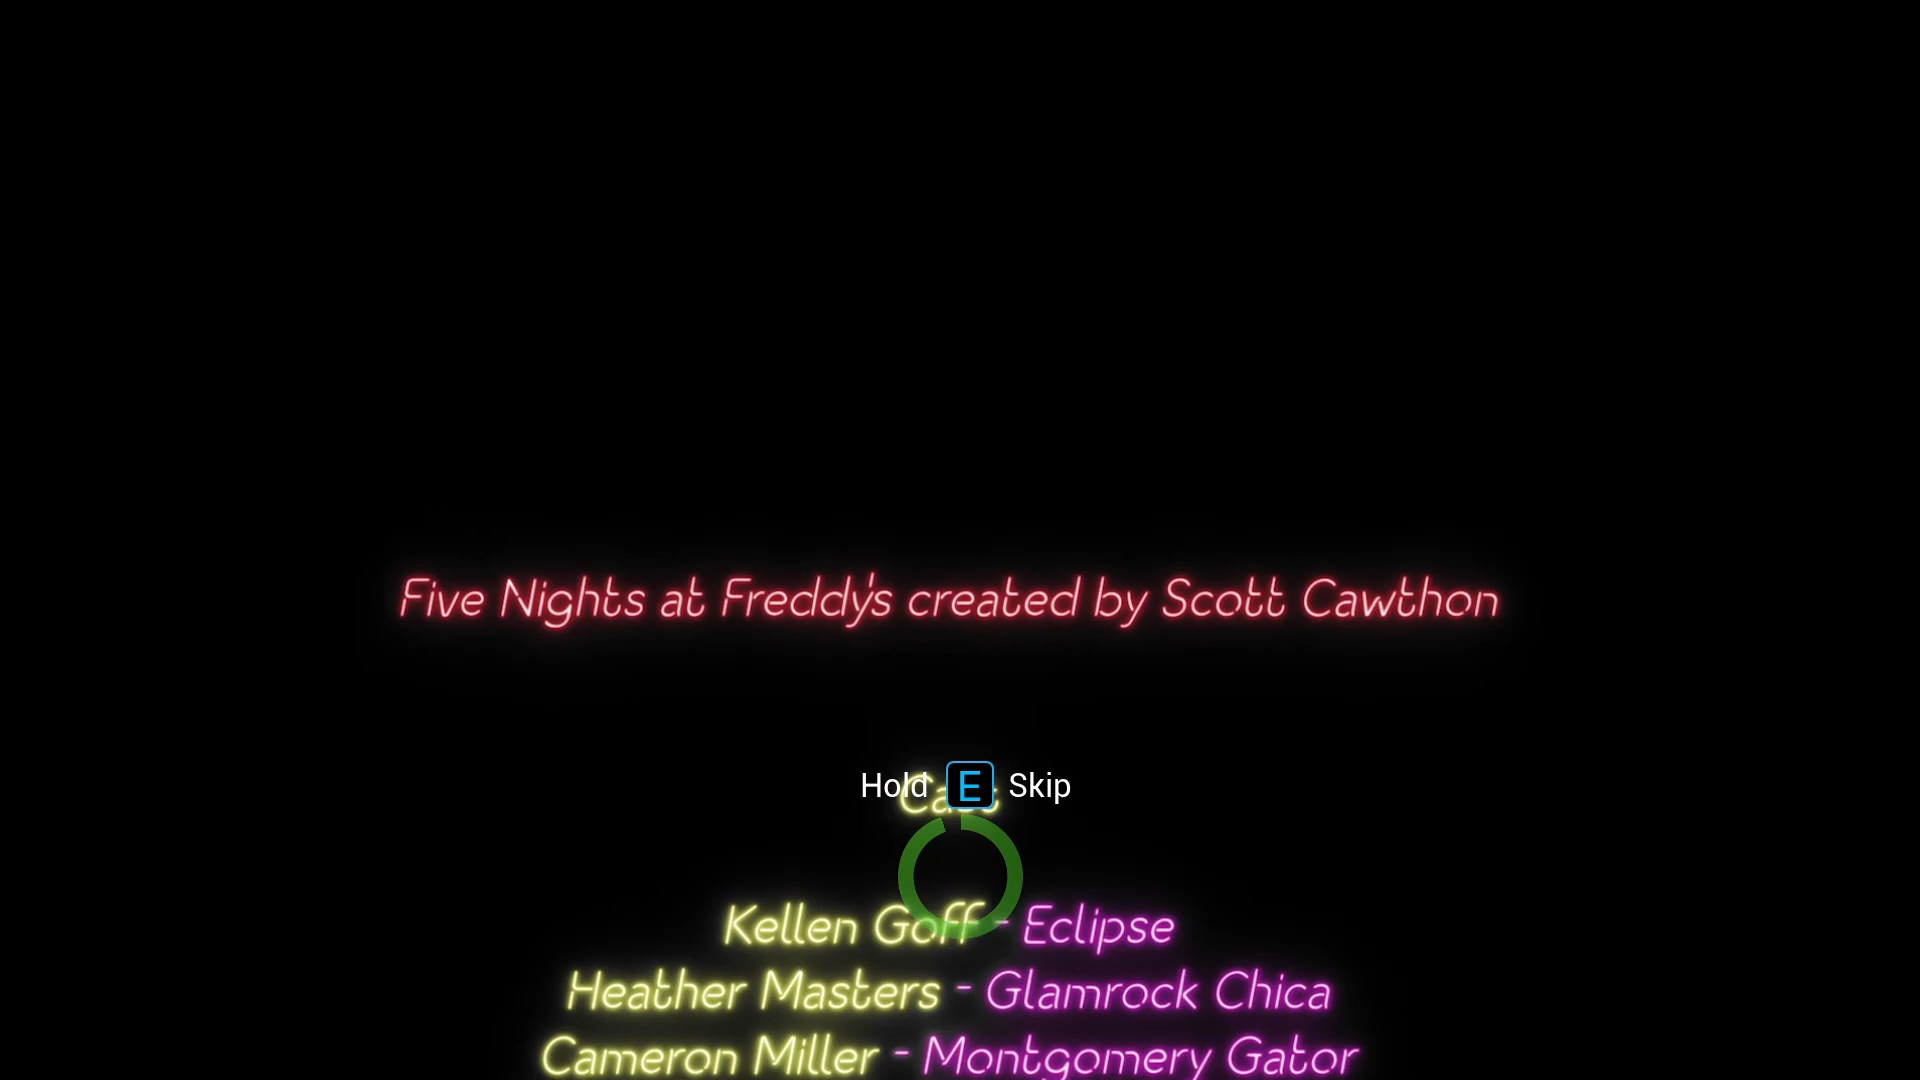 Five Nights at Freddy's created by Scott Cawthon
Hold E Skip
Cast
Kellen Goff - Eclipse
Heather Masters - Glamrock Chica
Cameron Miller - Montgomery Gator